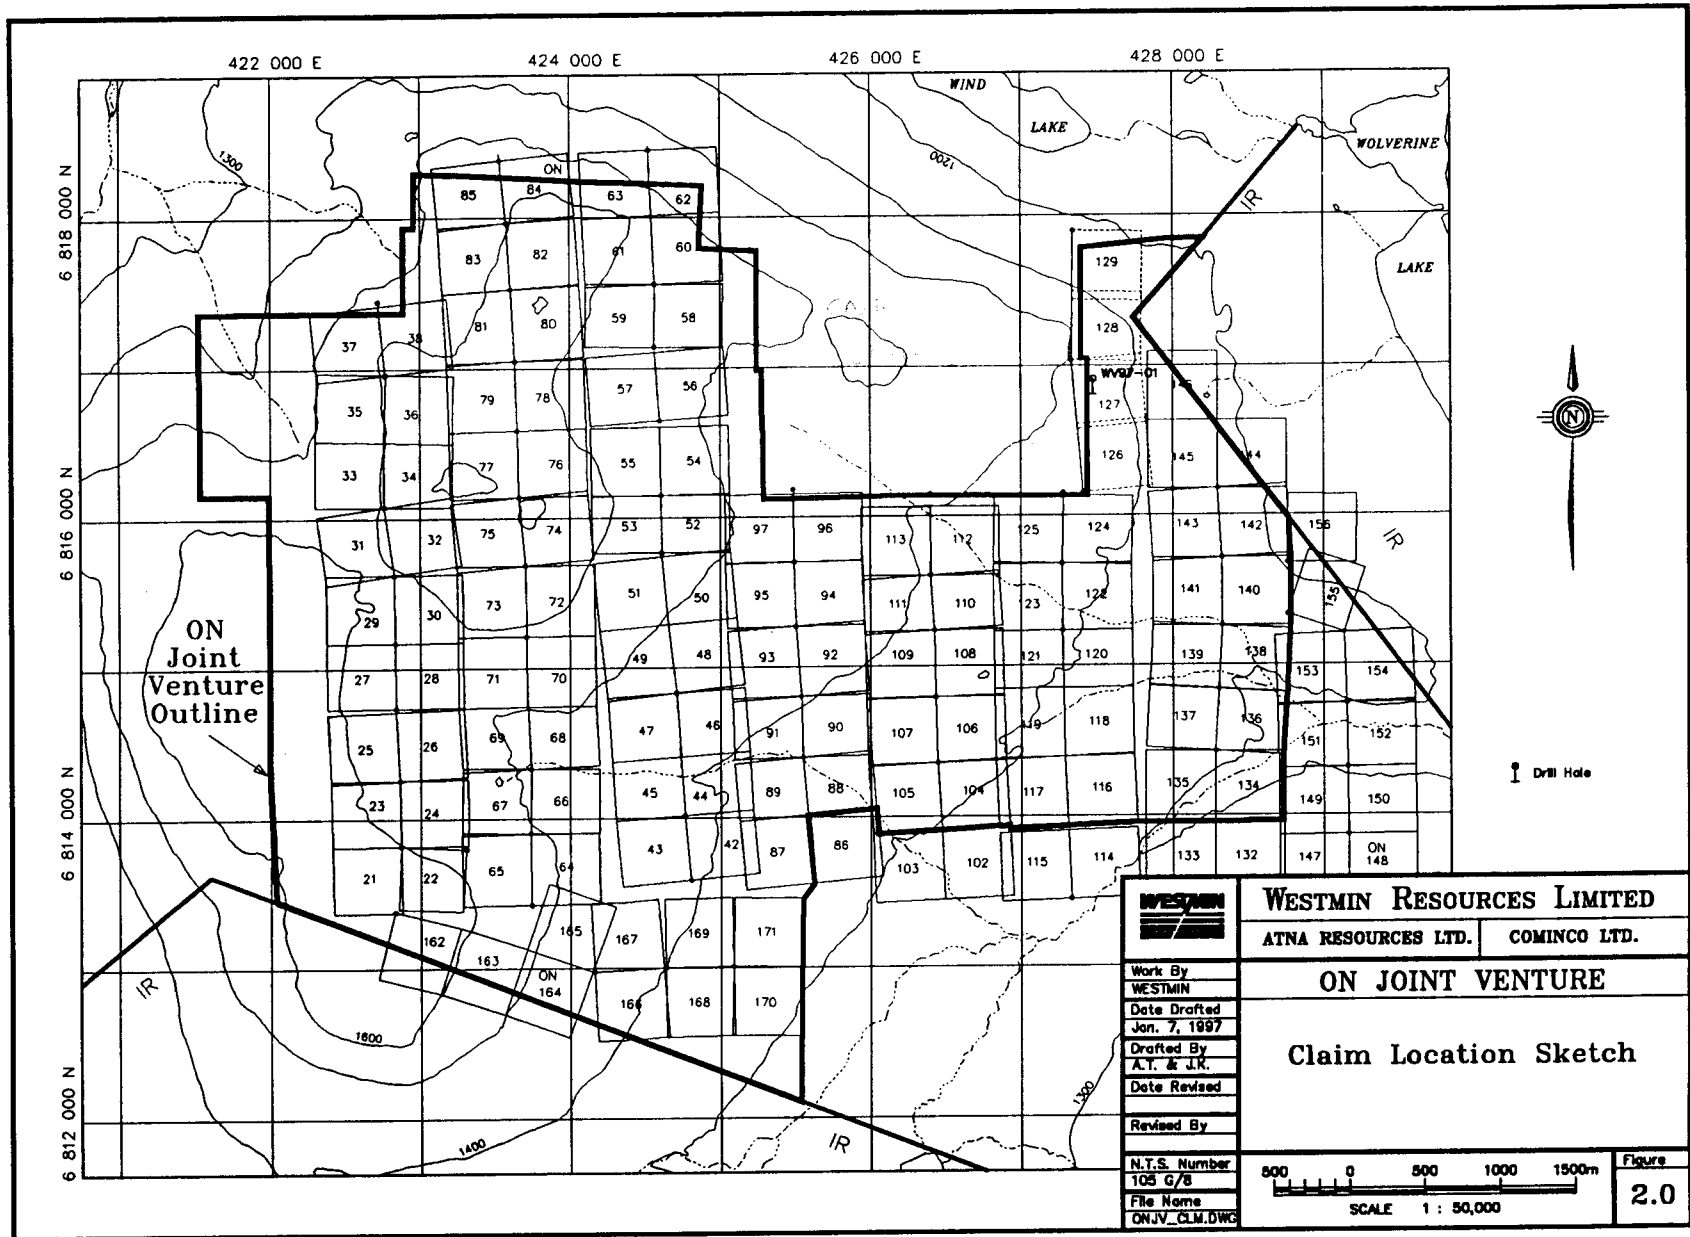 422 000 E 424 000 E 426 000 E 428 000 E
WIND
LAKE
WOLVERINE
LAKE
1300
1200
IR
6 818 000 N
6 816 000 N
6 814 000 N
6 812 000 N
ON
85 84 63 62
83 82 61 60
81 80 59 58
37 38
79 78 57 56
35 36
77 76 55 54
33 34
75 74 53 52
31 32
73 72 51 50
29 30
71 70 49 48
27 28
69 68 47 46
25 26
67 66 45 44
23 24
65 64 43 42
21 22
129
128
WV97-01
127 146
126 145 144
97 96 113 112 125 124 143 142 156
95 94 111 110 123 122 141 140 155
93 92 109 108 121 120 139 138 153 154
91 90 107 106 119 118 137 136 151 152
89 88 105 104 117 116 135 134 149 150
87 86 103 102 115 114 133 132 147
ON
148
162 165 167 169 171
163
ON
164 166 168 170
ON
Joint
Venture
Outline
IR
IR
IR
1600
1400
1300
N
Drill Hole
WESTMIN
WESTMIN RESOURCES LIMITED
ATNA RESOURCES LTD. COMINCO LTD.
ON JOINT VENTURE
Claim Location Sketch
Work By
WESTMIN
Date Drafted
Jan. 7, 1997
Drafted By
A.T. & J.K.
Date Revised
Revised By
N.T.S. Number
105 G/8
File Name
ONJV_CLM.DWG
500 0 500 1000 1500m
SCALE 1 : 50,000
Figure
2.0